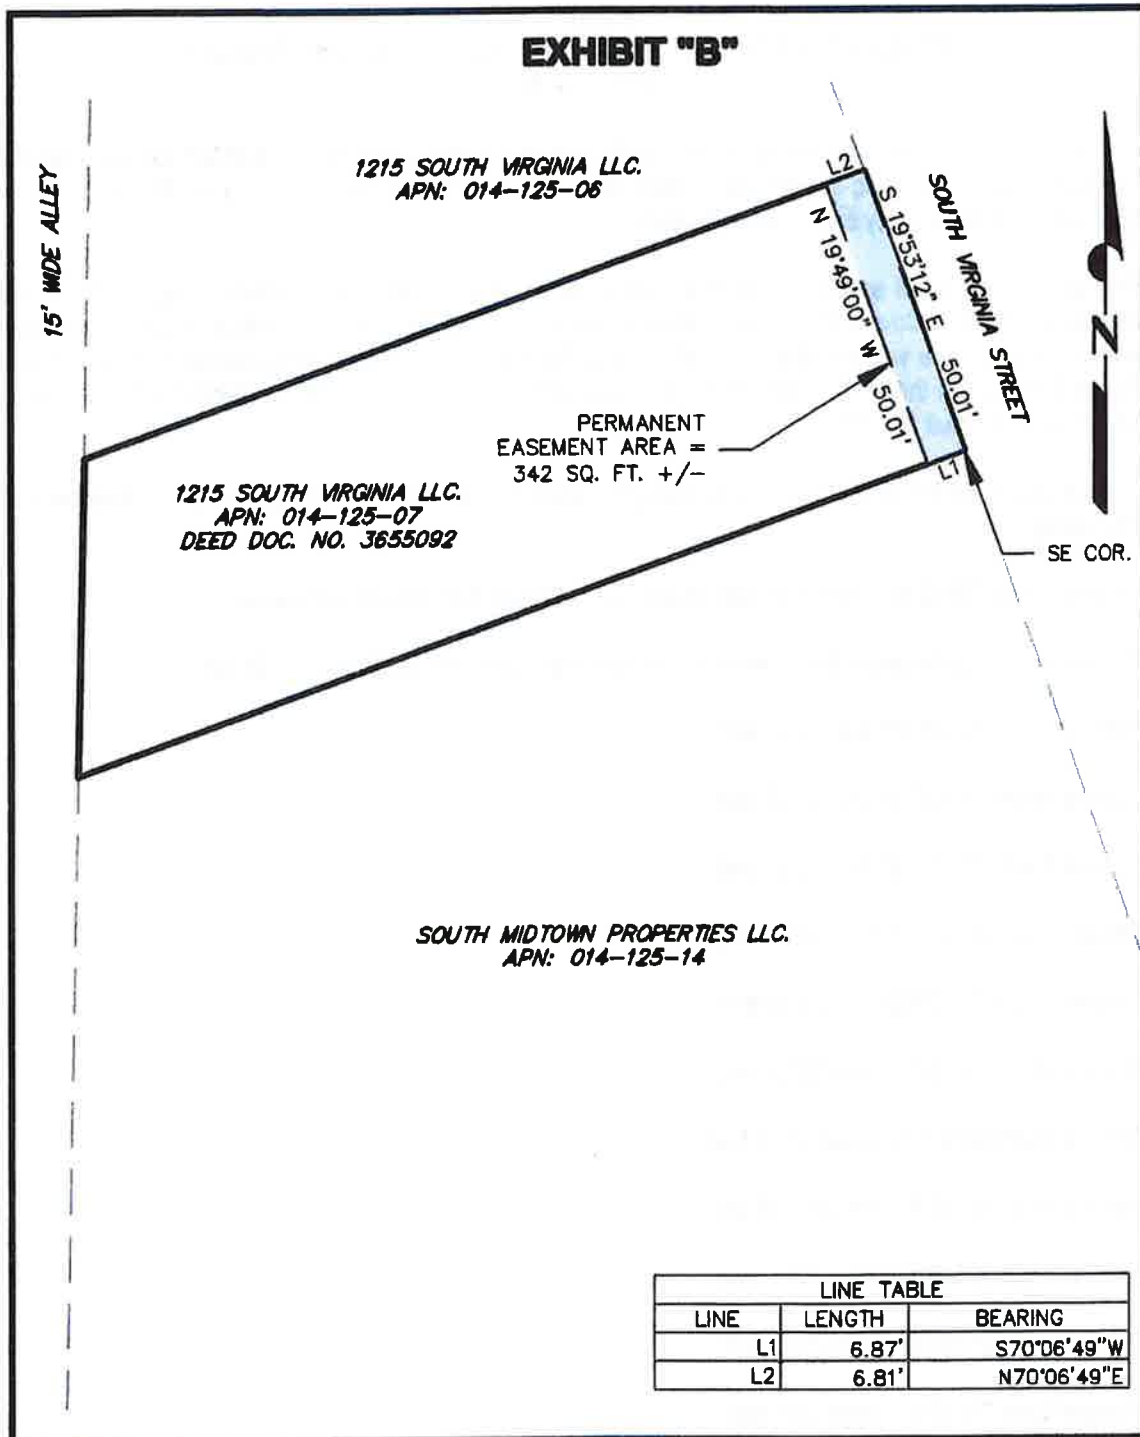 EXHIBIT "B"
15' WIDE ALLEY
1215 SOUTH VIRGINIA LLC.
APN: 014-125-06
L2
S 19°53'12" E 50.01'
SOUTH VIRGINIA STREET
N 19°49'00" W 50.01'
N
PERMANENT
EASEMENT AREA =
342 SQ. FT. +/-
L1
SE COR.
1215 SOUTH VIRGINIA LLC.
APN: 014-125-07
DEED DOC. NO. 3655092
SOUTH MIDTOWN PROPERTIES LLC.
APN: 014-125-14
LINE TABLE
LINE LENGTH BEARING
L1 6.87' S70°06'49"W
L2 6.81' N70°06'49"E